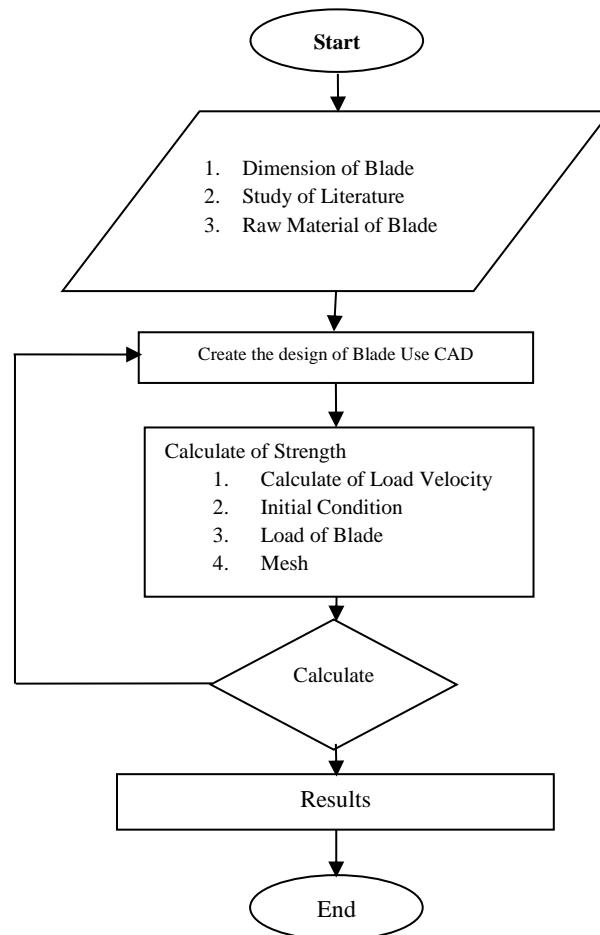 Start
1. Dimension of Blade
2. Study of Literature
3. Raw Material of Blade
Create the design of Blade Use CAD
Calculate of Strength
1. Calculate of Load Velocity
2. Initial Condition
3. Load of Blade
4. Mesh
Calculate
Results
End